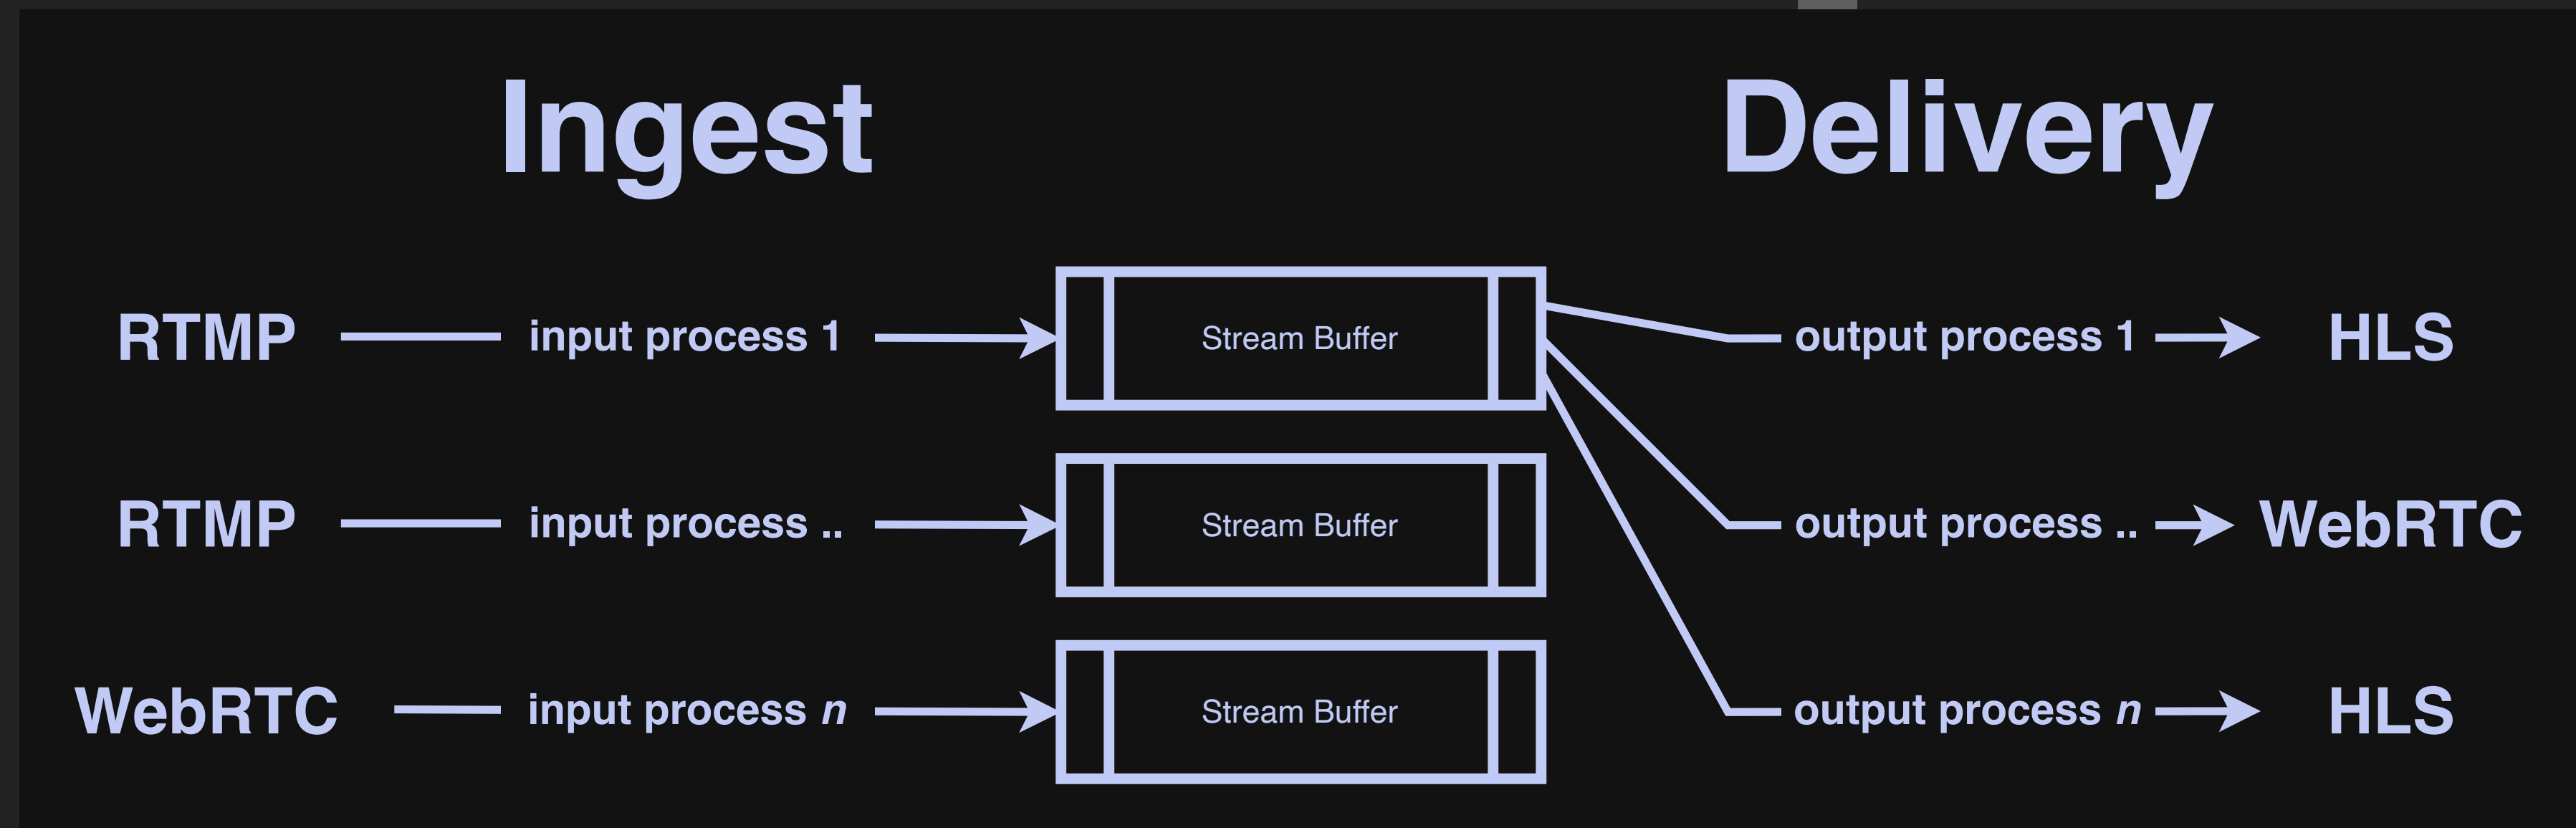 Ingest
Delivery
RTMP
input process 1
Stream Buffer
output process 1
HLS
RTMP
input process ..
Stream Buffer
output process ..
WebRTC
WebRTC
input process n
Stream Buffer
output process n
HLS